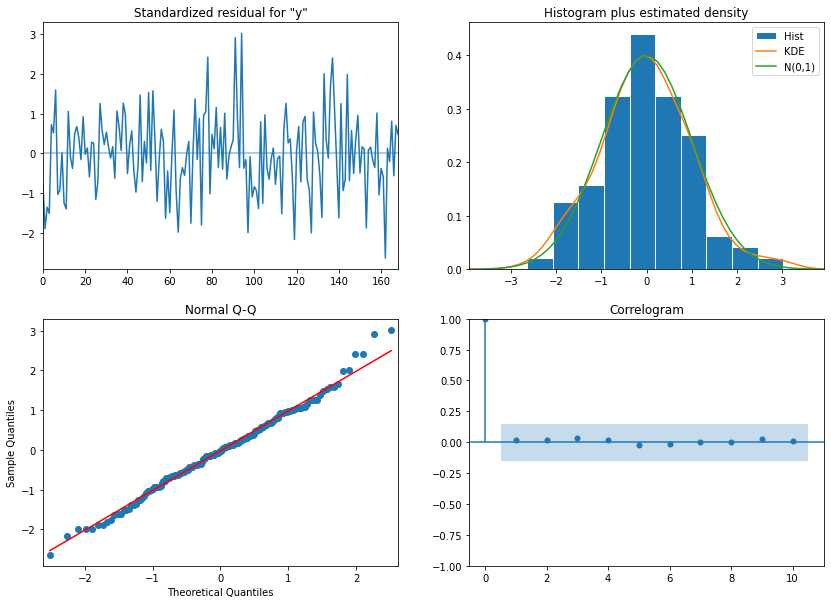 Standardized residual for "y"
3
2
1
0
−1
−2
0 20 40 60 80 100 120 140 160
Histogram plus estimated density
Hist
KDE
N(0,1)
0.4
0.3
0.2
0.1
0.0
−3 −2 −1 0 1 2 3
Normal Q-Q
Sample Quantiles
3
2
1
0
−1
−2
−2 −1 0 1 2
Theoretical Quantiles
Correlogram
1.00
0.75
0.50
0.25
0.00
−0.25
−0.50
−0.75
−1.00
0 2 4 6 8 10